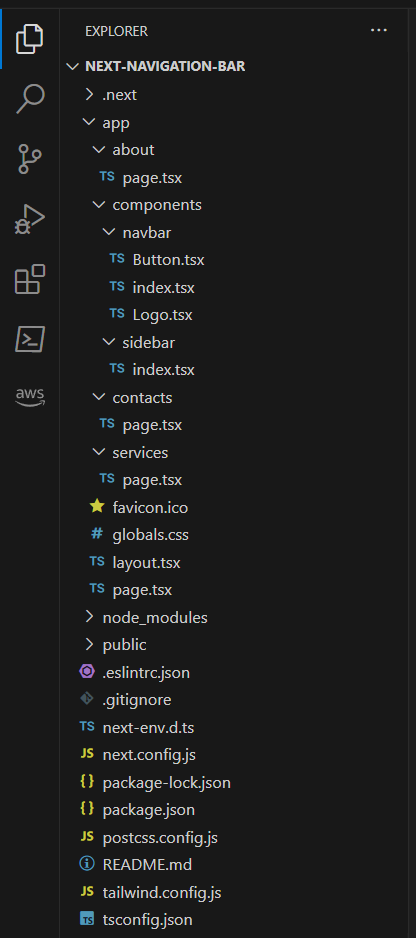 EXPLORER ...
NEXT-NAVIGATION-BAR
.next
app
about
TS page.tsx
components
navbar
TS Button.tsx
TS index.tsx
TS Logo.tsx
sidebar
TS index.tsx
contacts
TS page.tsx
services
TS page.tsx
favicon.ico
# globals.css
TS layout.tsx
TS page.tsx
node_modules
public
.eslintrc.json
.gitignore
TS next-env.d.ts
JS next.config.js
{} package-lock.json
{} package.json
JS postcss.config.js
README.md
JS tailwind.config.js
TS tsconfig.json
aws